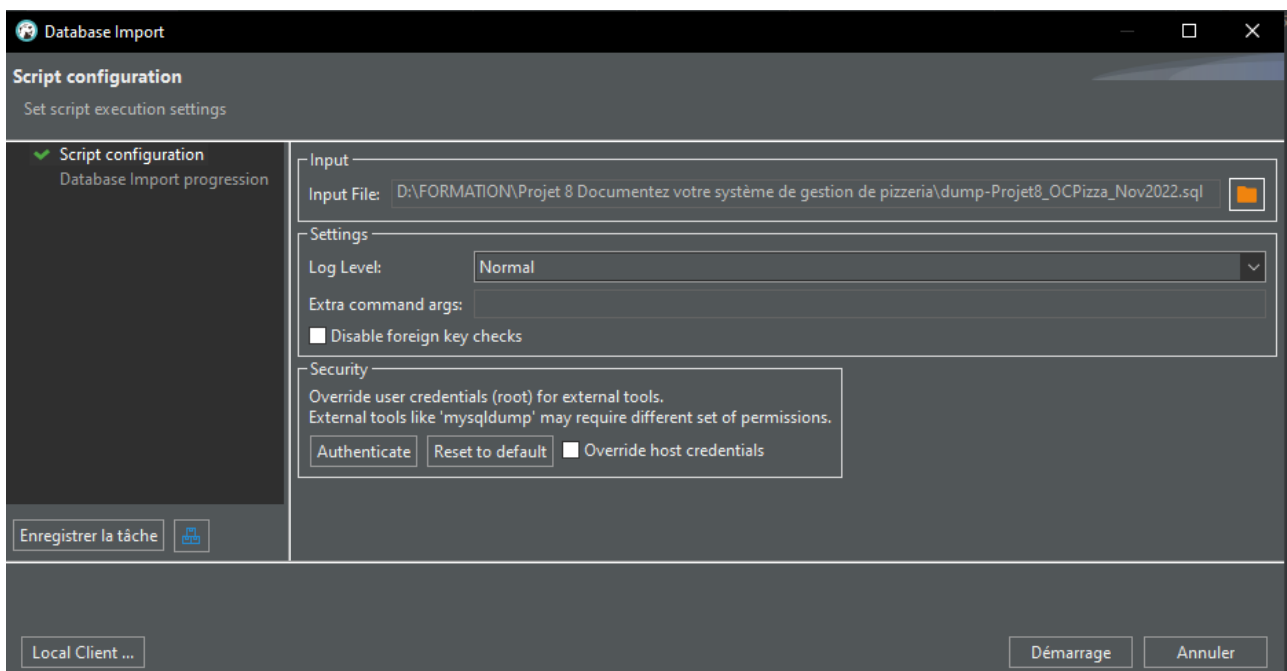 Database Import
Script configuration
Set script execution settings
Script configuration
Database Import progression
Input
Input File: D:\FORMATION\Projet 8 Documentez votre système de gestion de pizzeria\dump-Projet8_OCPizza_Nov2022.sql
Settings
Log Level: Normal
Extra command args:
Disable foreign key checks
Security
Override user credentials (root) for external tools.
External tools like 'mysqldump' may require different set of permissions.
Authenticate Reset to default Override host credentials
Enregistrer la tâche
Local Client ... Démarrage Annuler